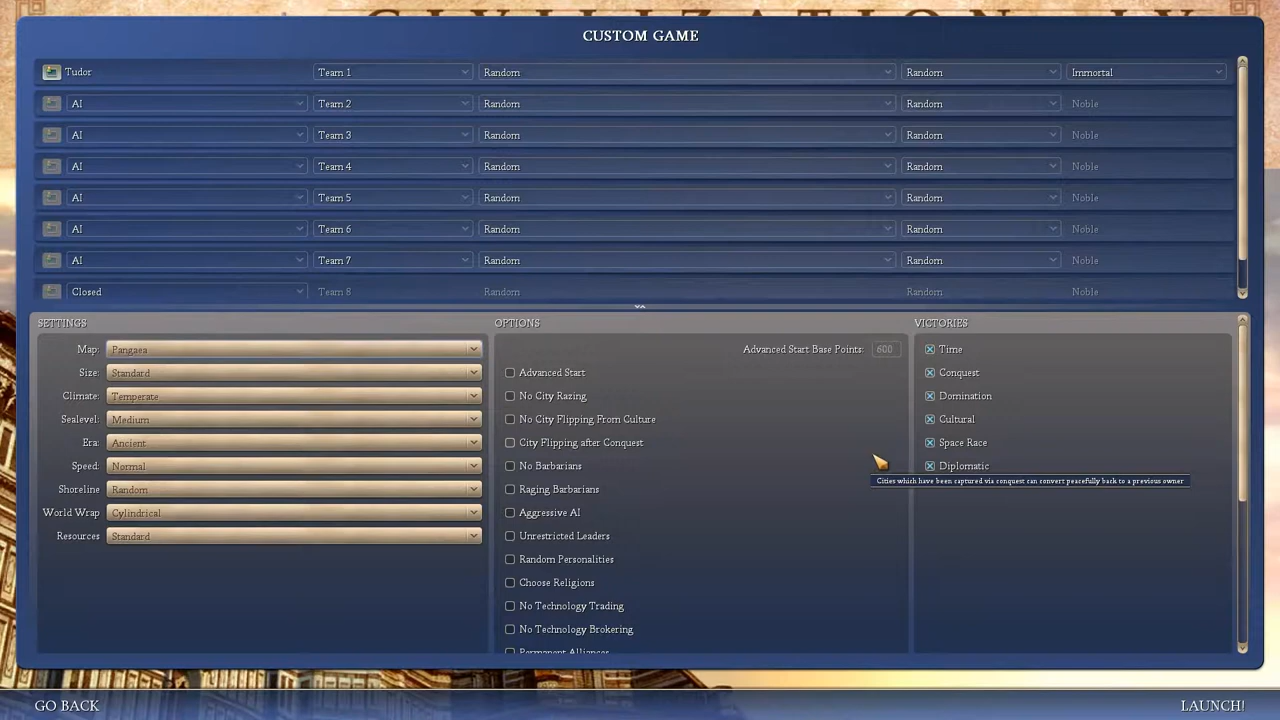 CIVILIZATION IV
CUSTOM GAME
Tudor Team 1 Random Random Immortal
AI Team 2 Random Random Noble
AI Team 3 Random Random Noble
AI Team 4 Random Random Noble
AI Team 5 Random Random Noble
AI Team 6 Random Random Noble
AI Team 7 Random Random Noble
Closed Team 8 Random Random Noble
SETTINGS
Map: Pangaea
Size: Standard
Climate: Temperate
Sealevel: Medium
Era: Ancient
Speed: Normal
Shoreline Random
World Wrap Cylindrical
Resources Standard
OPTIONS
Advanced Start Base Points: 600
Advanced Start
No City Razing
No City Flipping From Culture
City Flipping after Conquest
No Barbarians
Raging Barbarians
Aggressive AI
Unrestricted Leaders
Random Personalities
Choose Religions
No Technology Trading
No Technology Brokering
Permanent Alliances
VICTORIES
Time
Conquest
Domination
Cultural
Space Race
Diplomatic
Cities which have been captured via conquest can convert peacefully back to a previous owner
GO BACK
LAUNCH!